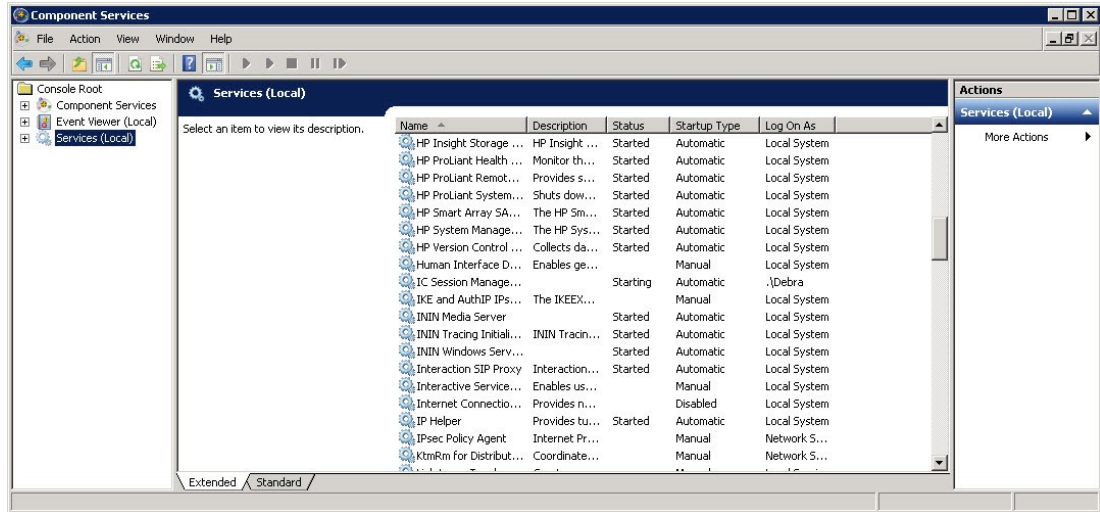 Component Services
File Action View Window Help
Console Root
Component Services
Event Viewer (Local)
Services (Local)
Services (Local)
Select an item to view its description.
Name Description Status Startup Type Log On As
HP Insight Storage ... HP Insight ... Started Automatic Local System
HP ProLiant Health ... Monitor th... Started Automatic Local System
HP ProLiant Remot... Provides s... Started Automatic Local System
HP ProLiant System... Shuts dow... Started Automatic Local System
HP Smart Array SA... The HP Sm... Started Automatic Local System
HP System Manage... The HP Sys... Started Automatic Local System
HP Version Control ... Collects da... Started Automatic Local System
Human Interface D... Enables ge... Manual Local System
IC Session Manage... Starting Automatic .\Debra
IKE and AuthIP IPs... The IKEEX... Manual Local System
ININ Media Server Started Automatic Local System
ININ Tracing Initiali... ININ Tracin... Started Automatic Local System
ININ Windows Serv... Started Automatic Local System
Interaction SIP Proxy Interaction... Started Automatic Local System
Interactive Service... Enables us... Manual Local System
Internet Connectio... Provides n... Disabled Local System
IP Helper Provides tu... Started Automatic Local System
IPsec Policy Agent Internet Pr... Manual Network S...
KtmRm for Distribut... Coordinate... Manual Network S...
Extended Standard
Actions
Services (Local)
More Actions